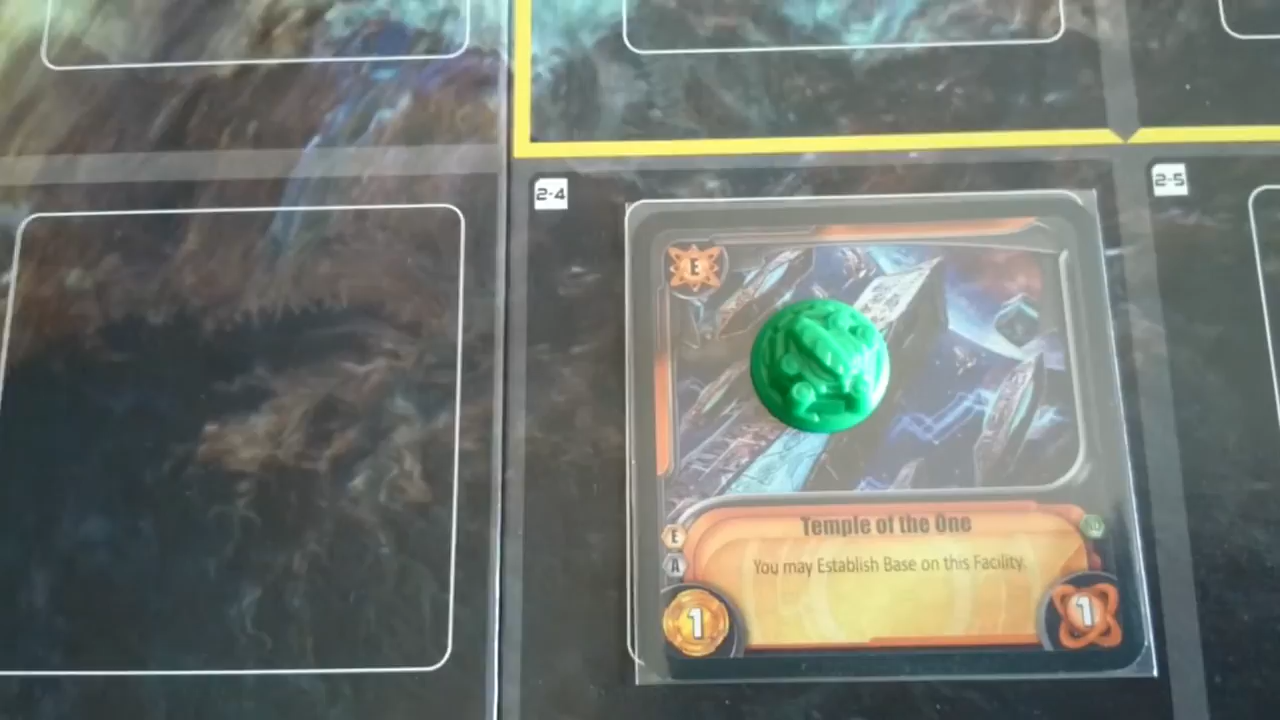 2-4
2-5
E
Temple of the One
You may Establish Base on this Facility.
E
A
1
1